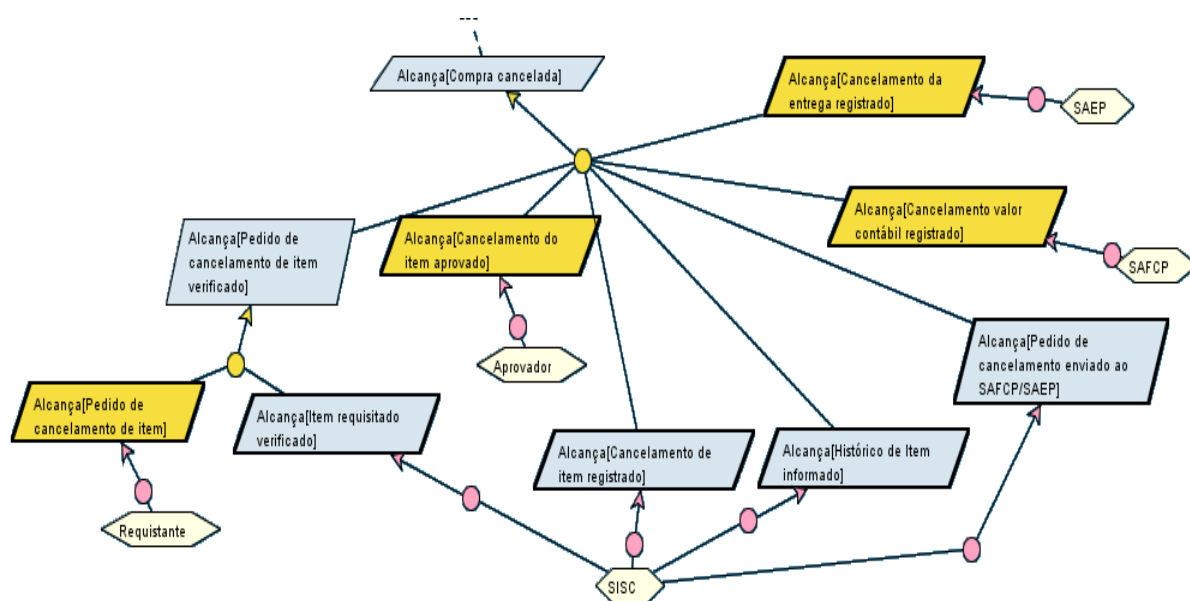 ---
Alcança[Compra cancelada]
Alcança[Cancelamento da
entrega registrado]
SAEP
Alcança[Cancelamento valor
contábil registrado]
SAFCP
Alcança[Pedido de
cancelamento de item
verificado]
Alcança[Cancelamento do
item aprovado]
Aprovador
Alcança[Pedido de
cancelamento enviado ao
SAFCP/SAEP]
Alcança[Pedido de
cancelamento de item]
Alcança[Item requisitado
verificado]
Alcança[Cancelamento de
item registrado]
Alcança[Histórico de Item
informado]
Requistante
SISC